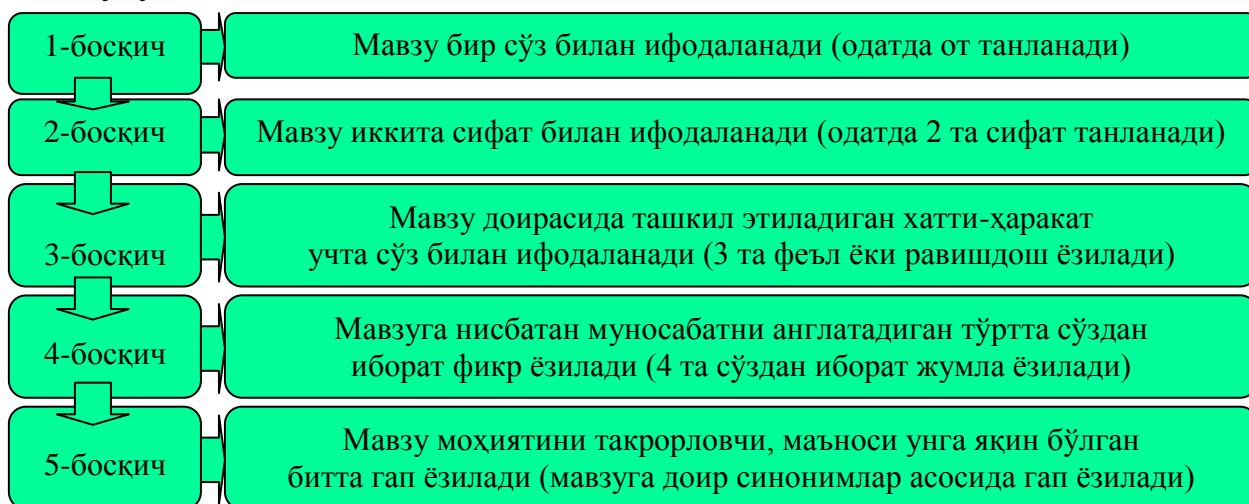 1-босқич
Мавзу бир сўз билан ифодаланади (одатда от танланади)
2-босқич
Мавзу иккита сифат билан ифодаланади (одатда 2 та сифат танланади)
3-босқич
Мавзу доирасида ташкил этиладиган хатти-ҳаракат
учта сўз билан ифодаланади (3 та феъл ёки равишдош ёзилади)
4-босқич
Мавзуга нисбатан муносабатни англатадиган тўртта сўздан
иборат фикр ёзилади (4 та сўздан иборат жумла ёзилади)
5-босқич
Мавзу моҳиятини такрорловчи, маъноси унга яқин бўлган
битта гап ёзилади (мавзуга доир синонимлар асосида гап ёзилади)